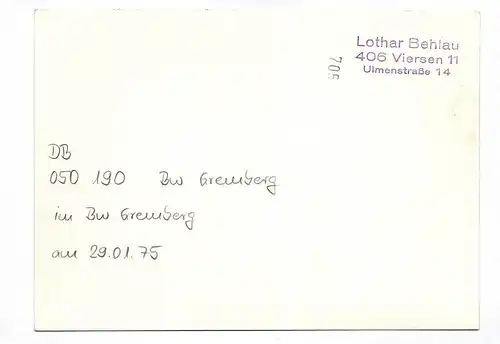 Lothar Behlau
406 Viersen 11
Ulmenstraße 14
705
DB
050 190 Bw Gremberg
im Bw Gremberg
am 29.01.75